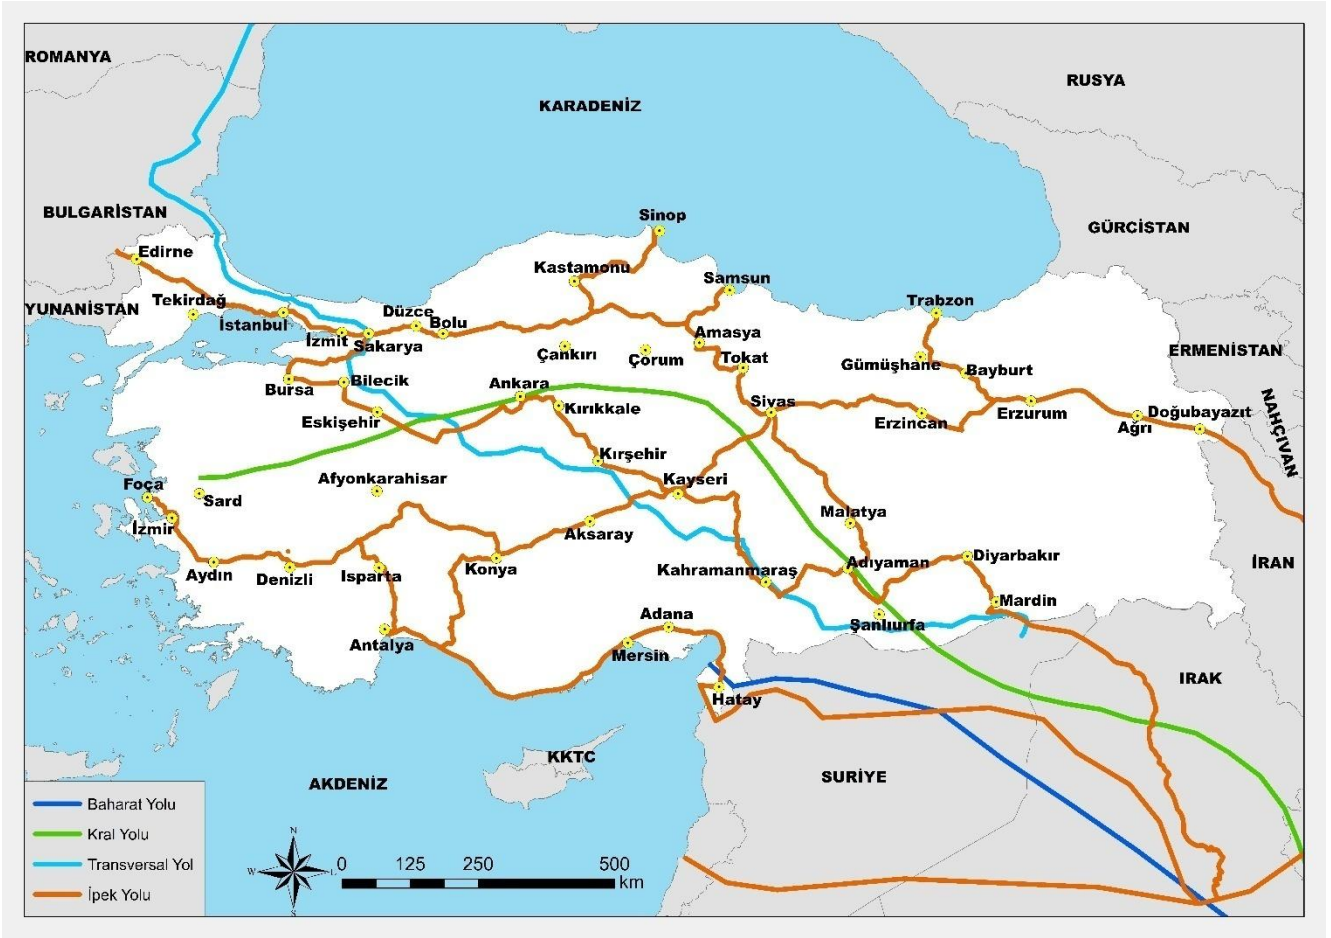 ROMANYA
RUSYA
KARADENİZ
BULGARİSTAN
Sinop
GÜRCİSTAN
Edirne
Kastamonu
Samsun
YUNANİSTAN
Tekirdağ
İstanbul
Düzce
Bolu
Trabzon
İzmit
Sakarya
Amasya
Çankırı
Çorum
Tokat
Gümüşhane
Bayburt
ERMENİSTAN
Bursa
Bilecik
Ankara
Kırıkkale
Sivas
Erzincan
Erzurum
Ağrı
Doğubayazıt
NAHÇIVAN
Eskişehir
Kırşehir
Foça
Sard
Afyonkarahisar
Kayseri
İzmir
Aksaray
Malatya
Aydın
Denizli
Isparta
Konya
Kahramanmaraş
Adıyaman
Diyarbakır
İRAN
Mardin
Antalya
Adana
Mersin
Şanlıurfa
Hatay
IRAK
KKTC
AKDENİZ
SURİYE
Baharat Yolu
Kral Yolu
Transversal Yol
İpek Yolu
N
W
L
S
0 125 250 500
km